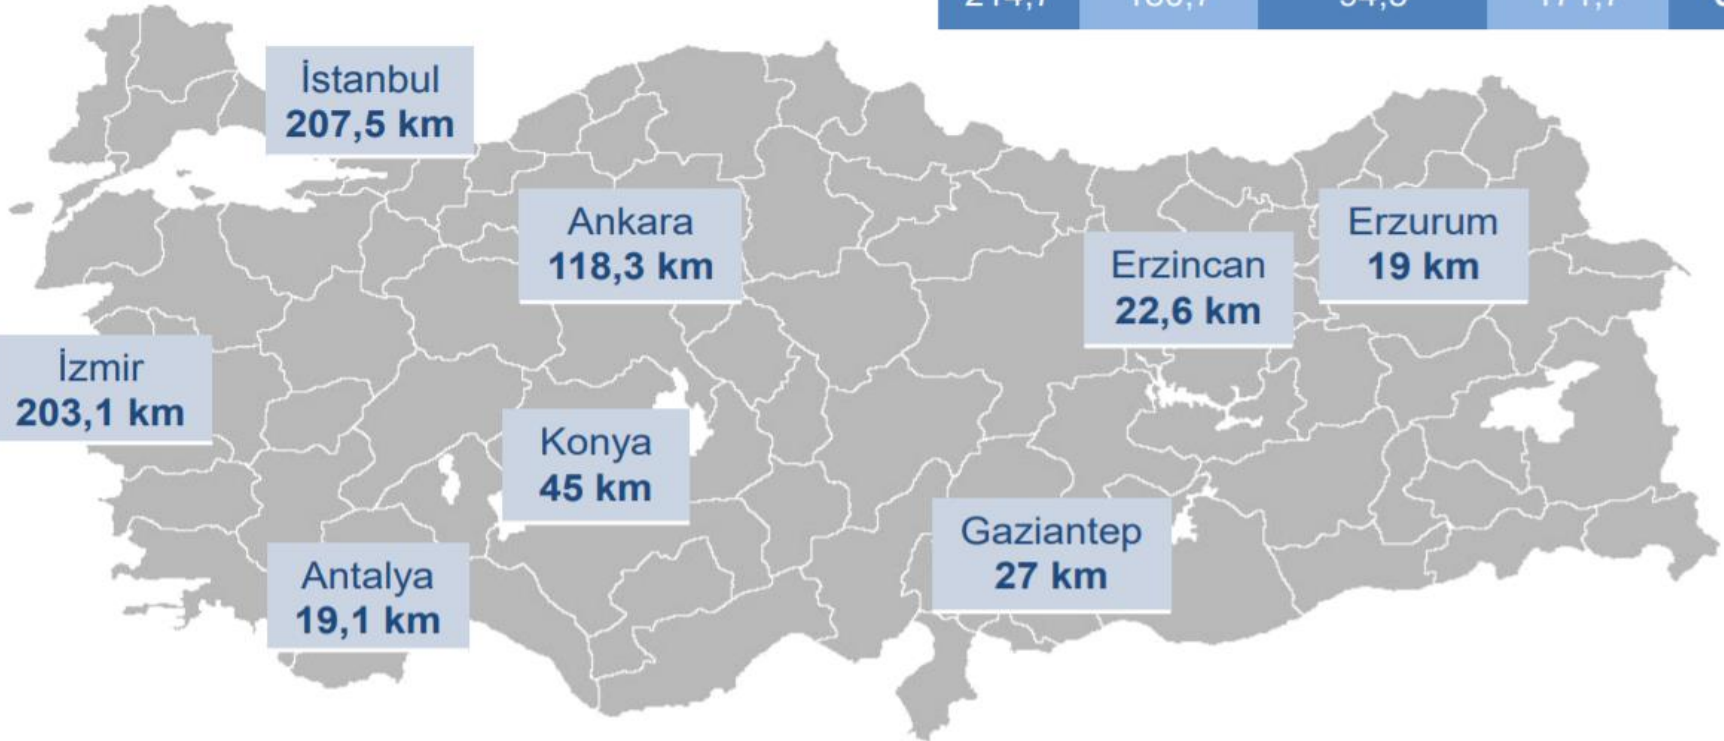 İstanbul
207,5 km
Ankara
118,3 km
Erzurum
19 km
Erzincan
22,6 km
İzmir
203,1 km
Konya
45 km
Gaziantep
27 km
Antalya
19,1 km